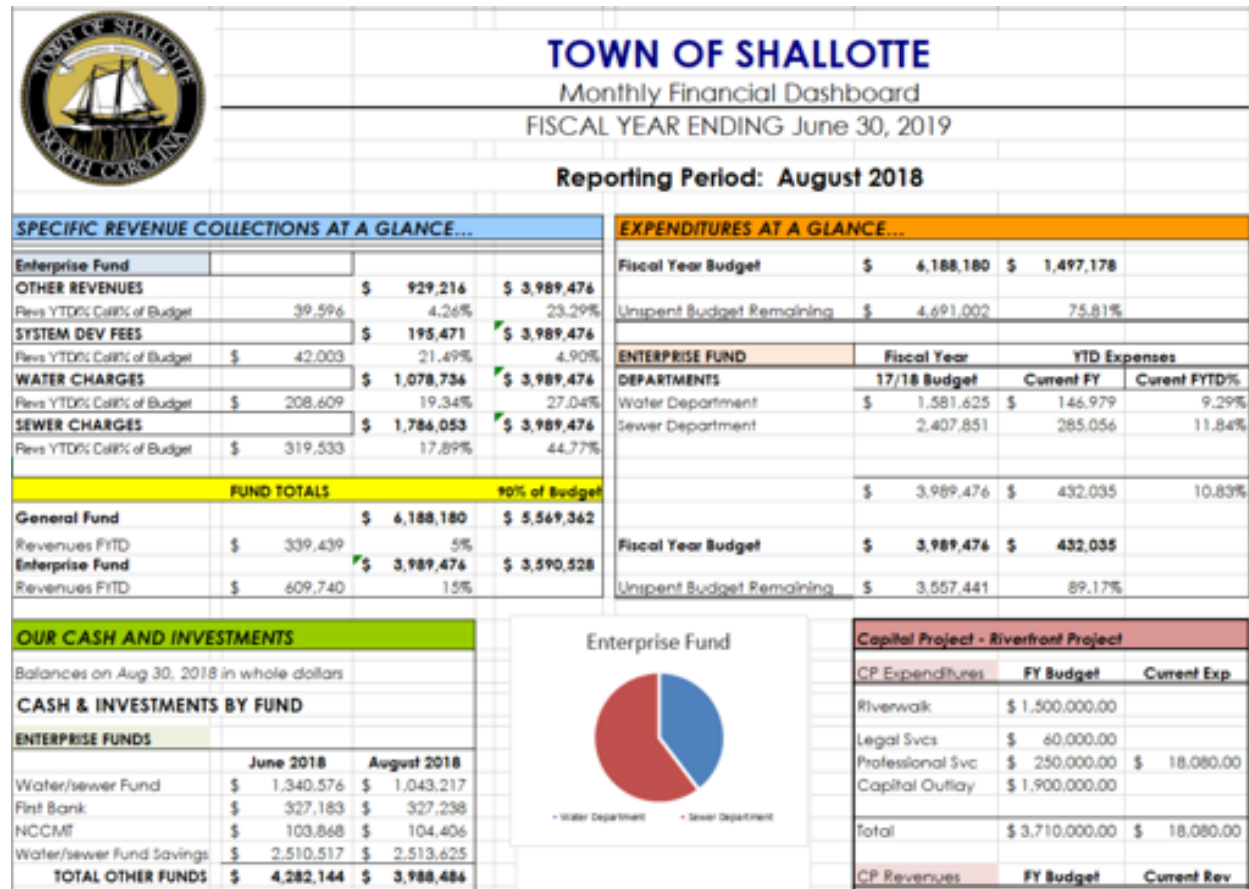 TOWN OF SHALLOTTE
NORTH CAROLINA
TOWN OF SHALLOTTE
Monthly Financial Dashboard
FISCAL YEAR ENDING June 30, 2019
Reporting Period: August 2018
SPECIFIC REVENUE COLLECTIONS AT A GLANCE...
Enterprise Fund
OTHER REVENUES $ 929,216 $ 3,989,476
Revs YTD% Coll% of Budget 39,596 4.26% 23.29%
SYSTEM DEV FEES $ 195,471 $ 3,989,476
Revs YTD% Coll% of Budget $ 42,003 21.49% 4.90%
WATER CHARGES $ 1,078,736 $ 3,989,476
Revs YTD% Coll% of Budget $ 208,609 19.34% 27.04%
SEWER CHARGES $ 1,786,053 $ 3,989,476
Revs YTD% Coll% of Budget $ 319,533 17.89% 44.77%
FUND TOTALS 90% of Budget
General Fund $ 6,188,180 $ 5,569,362
Revenues FYTD $ 339,439 5%
Enterprise Fund $ 3,989,476 $ 3,590,528
Revenues FYTD $ 609,740 15%
EXPENDITURES AT A GLANCE...
Fiscal Year Budget $ 6,188,180 $ 1,497,178
Unspent Budget Remaining $ 4,691,002 75.81%
ENTERPRISE FUND Fiscal Year YTD Expenses
DEPARTMENTS 17/18 Budget Current FY Curent FYTD%
Water Department $ 1,581,625 $ 146,979 9.29%
Sewer Department 2,407,851 285,056 11.84%
$ 3,989,476 $ 432,035 10.83%
Fiscal Year Budget $ 3,989,476 $ 432,035
Unspent Budget Remaining $ 3,557,441 89.17%
OUR CASH AND INVESTMENTS
Balances on Aug 30, 2018 in whole dollars
CASH & INVESTMENTS BY FUND
ENTERPRISE FUNDS
June 2018 August 2018
Water/sewer Fund $ 1,340,576 $ 1,043,217
First Bank $ 327,183 $ 327,238
NCCMT $ 103,868 $ 104,406
Water/sewer Fund Savings $ 2,510,517 $ 2,513,625
TOTAL OTHER FUNDS $ 4,282,144 $ 3,988,486
Enterprise Fund
Water Department Sewer Department
Capital Project - Riverfront Project
CP Expenditures FY Budget Current Exp
Riverwalk $ 1,500,000.00
Legal Svcs $ 60,000.00
Professional Svc $ 250,000.00 $ 18,080.00
Capital Outlay $ 1,900,000.00
Total $ 3,710,000.00 $ 18,080.00
CP Revenues FY Budget Current Rev